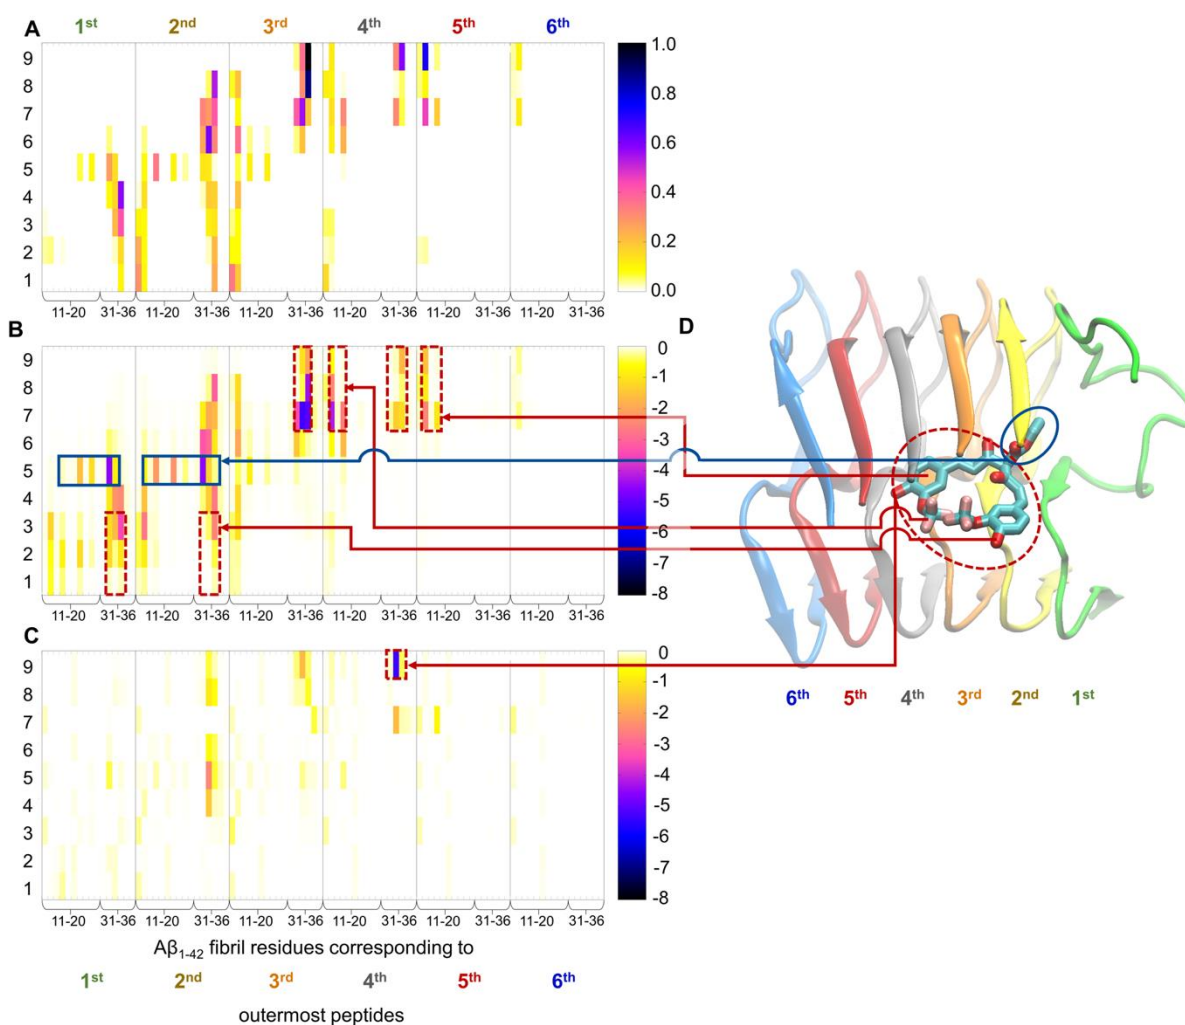 A 1st 2nd 3rd 4th 5th 6th
9 1.0
8 0.8
7
6 0.6
5
4 0.4
3
2 0.2
1 0.0
11-20 31-36 11-20 31-36 11-20 31-36 11-20 31-36 11-20 31-36 11-20 31-36
B
9 0
8 -1
7 -2
6 -3
5 -4
4 -5
3 -6
2 -7
1 -8
11-20 31-36 11-20 31-36 11-20 31-36 11-20 31-36 11-20 31-36 11-20 31-36
C
9 0
8 -1
7 -2
6 -3
5 -4
4 -5
3 -6
2 -7
1 -8
11-20 31-36 11-20 31-36 11-20 31-36 11-20 31-36 11-20 31-36 11-20 31-36
Aβ1-42 fibril residues corresponding to
1st 2nd 3rd 4th 5th 6th
outermost peptides
D
6th 5th 4th 3rd 2nd 1st